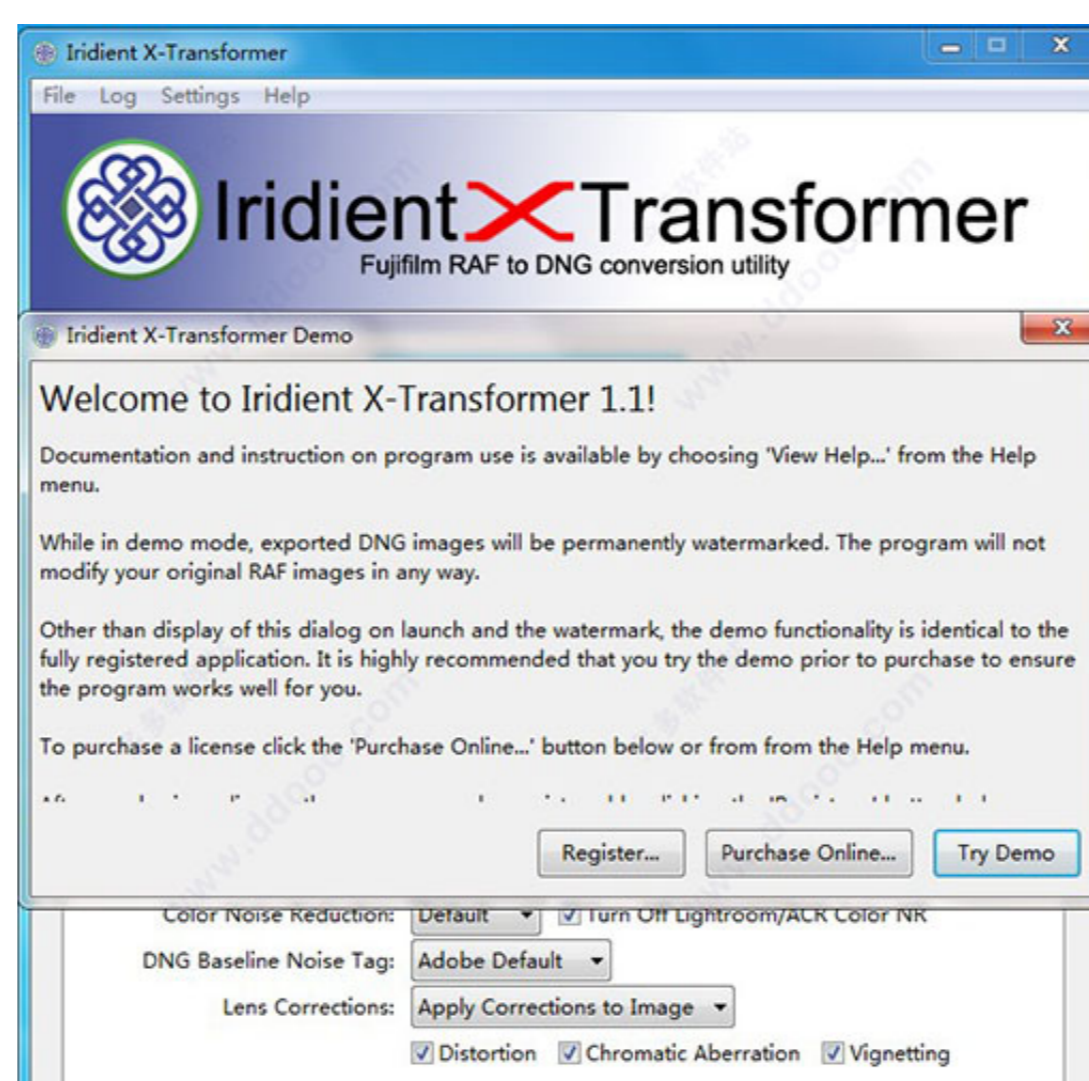 Iridient X-Transformer
File Log Settings Help
Iridient X Transformer
Fujifilm RAF to DNG conversion utility
Iridient X-Transformer Demo
Welcome to Iridient X-Transformer 1.1!
Documentation and instruction on program use is available by choosing 'View Help...' from the Help
menu.
While in demo mode, exported DNG images will be permanently watermarked. The program will not
modify your original RAF images in any way.
Other than display of this dialog on launch and the watermark, the demo functionality is identical to the
fully registered application. It is highly recommended that you try the demo prior to purchase to ensure
the program works well for you.
To purchase a license click the 'Purchase Online...' button below or from from the Help menu.
Register... Purchase Online... Try Demo
Color Noise Reduction: Default Turn Off Lightroom/ACR Color NR
DNG Baseline Noise Tag: Adobe Default
Lens Corrections: Apply Corrections to Image
Distortion Chromatic Aberration Vignetting
www.ddooo.com